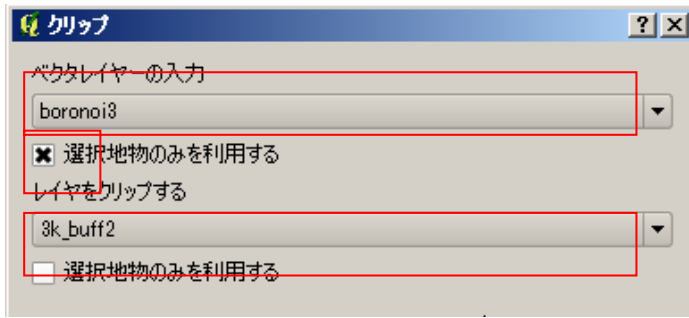 クリップ
ベクタレイヤーの入力
boronoi3
選択地物のみを利用する
レイヤをクリップする
3k_buff2
選択地物のみを利用する